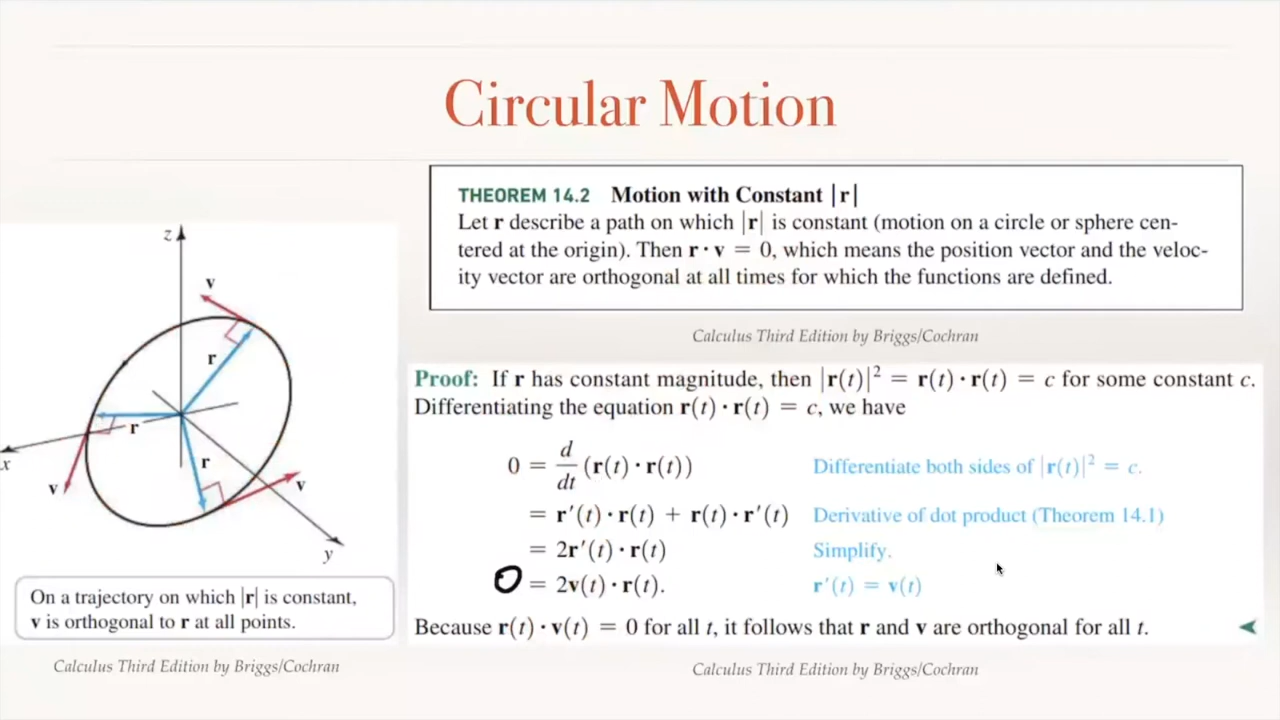 Circular Motion
THEOREM 14.2 Motion with Constant |r|
Let r describe a path on which |r| is constant (motion on a circle or sphere cen-
tered at the origin). Then r · v = 0, which means the position vector and the veloc-
ity vector are orthogonal at all times for which the functions are defined.
Calculus Third Edition by Briggs/Cochran
z
v
r
r
x
r
v
v
y
On a trajectory on which |r| is constant,
v is orthogonal to r at all points.
Calculus Third Edition by Briggs/Cochran
Proof: If r has constant magnitude, then |r(t)|² = r(t) · r(t) = c for some constant c.
Differentiating the equation r(t) · r(t) = c, we have
0 = d/dt (r(t) · r(t)) Differentiate both sides of |r(t)|² = c.
= r′(t) · r(t) + r(t) · r′(t) Derivative of dot product (Theorem 14.1)
= 2r′(t) · r(t) Simplify.
0 = 2v(t) · r(t). r′(t) = v(t)
Because r(t) · v(t) = 0 for all t, it follows that r and v are orthogonal for all t.
Calculus Third Edition by Briggs/Cochran